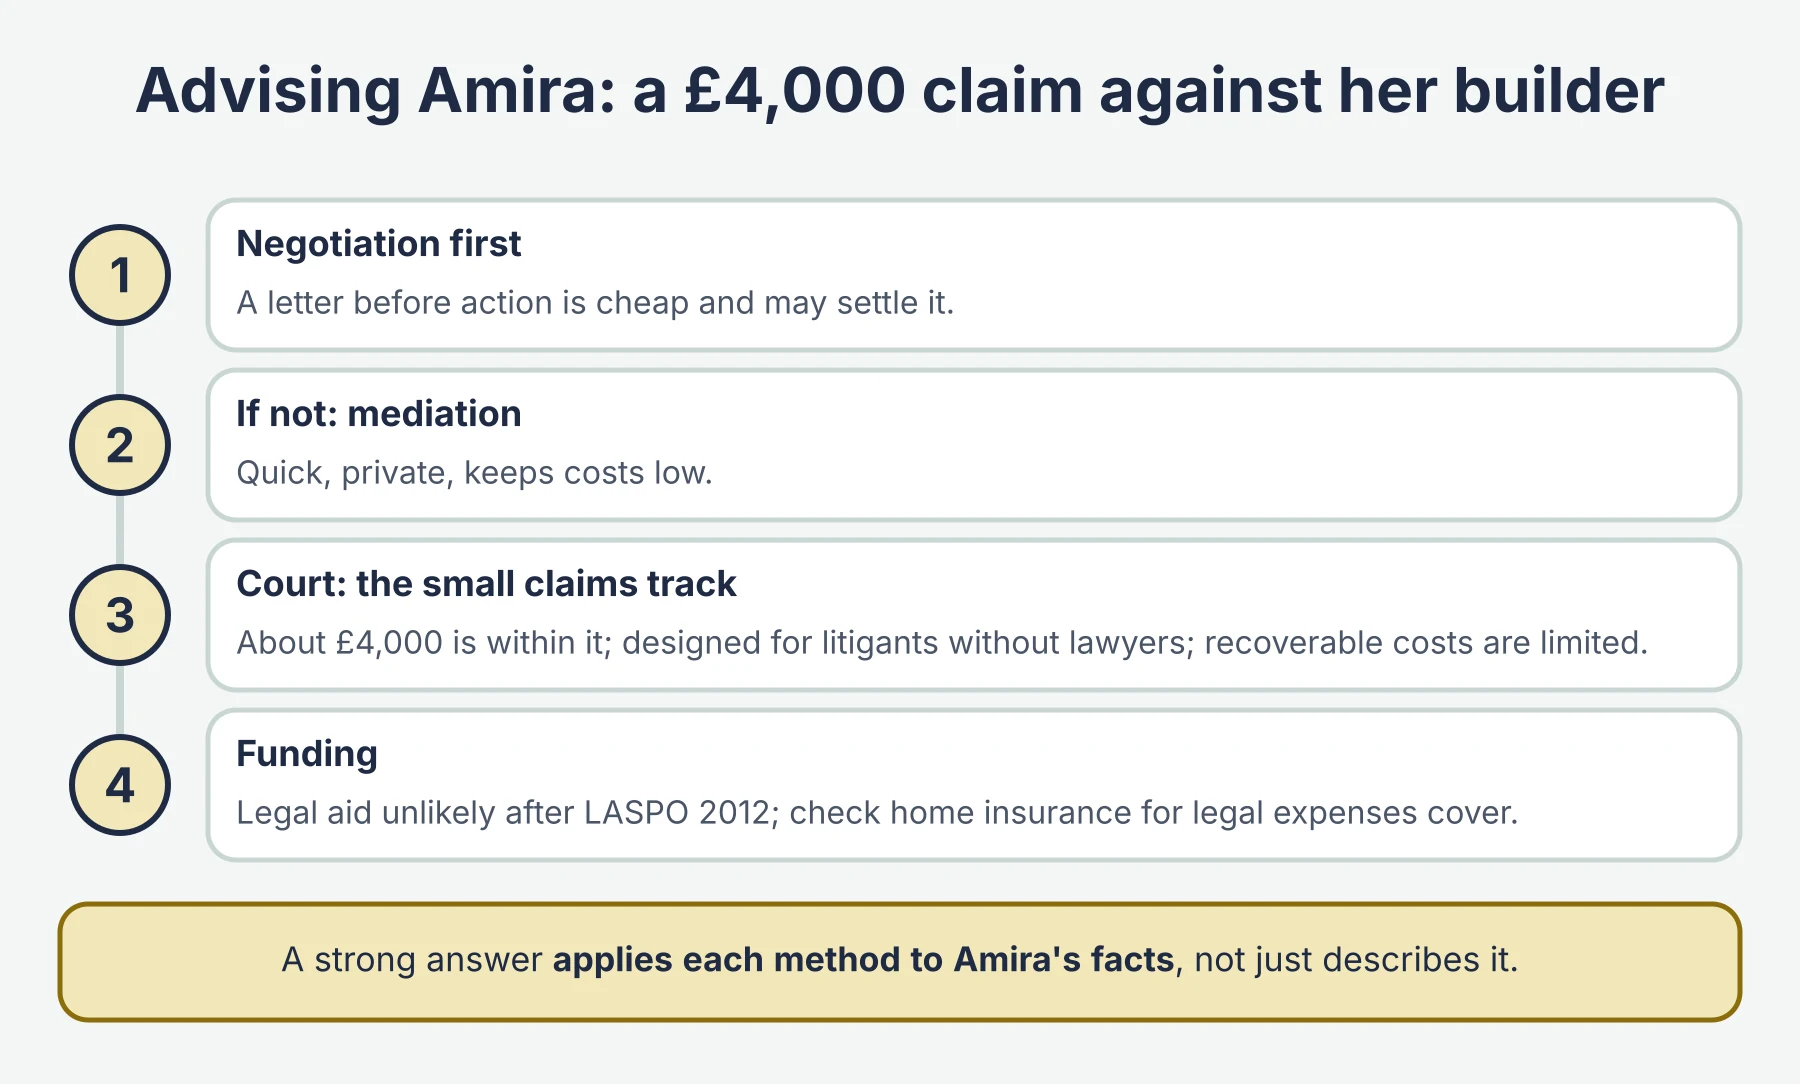 Advising Amira: a £4,000 claim against her builder
1
Negotiation first
A letter before action is cheap and may settle it.
2
If not: mediation
Quick, private, keeps costs low.
3
Court: the small claims track
About £4,000 is within it; designed for litigants without lawyers; recoverable costs are limited.
4
Funding
Legal aid unlikely after LASPO 2012; check home insurance for legal expenses cover.
A strong answer applies each method to Amira's facts, not just describes it.